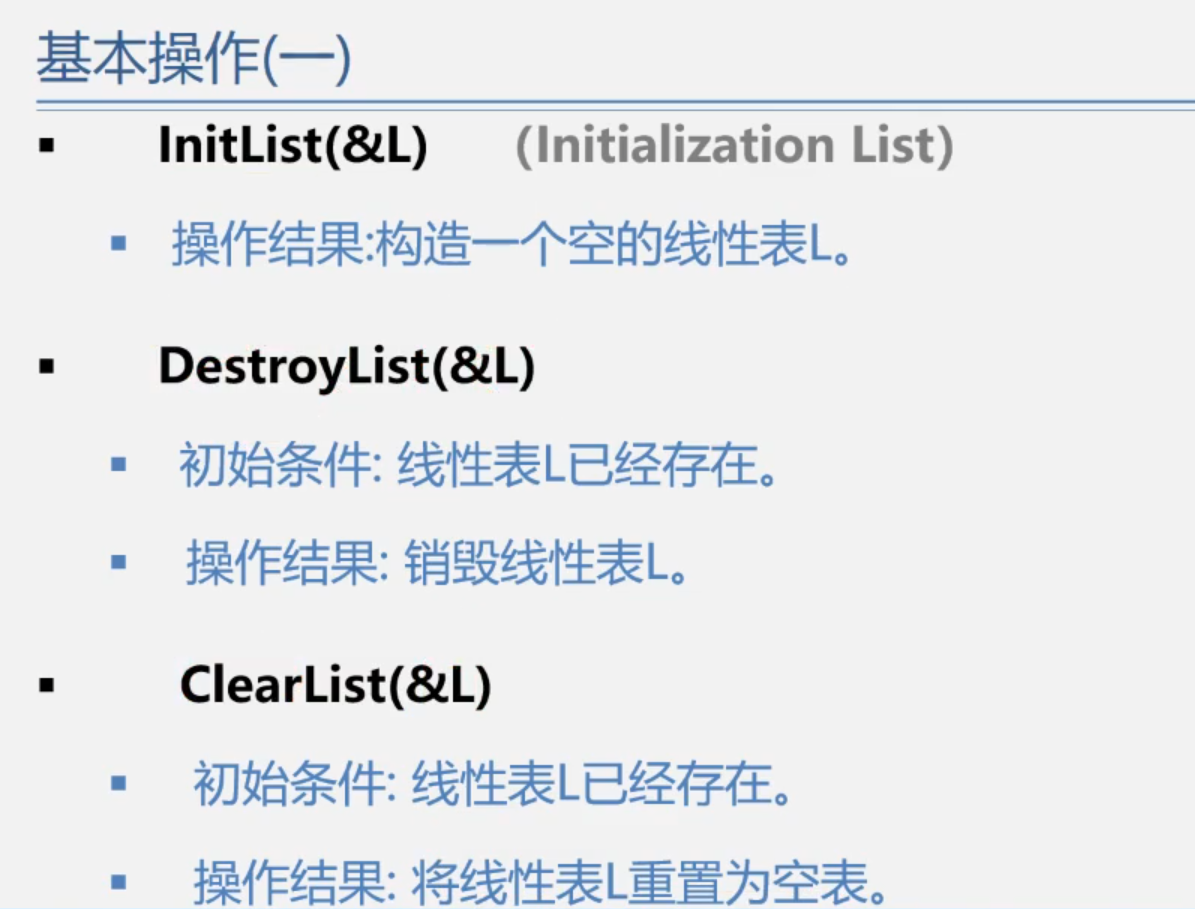 基本操作(一)
InitList(&L) (Initialization List)
操作结果:构造一个空的线性表L。
DestroyList(&L)
初始条件: 线性表L已经存在。
操作结果: 销毁线性表L。
ClearList(&L)
初始条件: 线性表L已经存在。
操作结果: 将线性表L重置为空表。